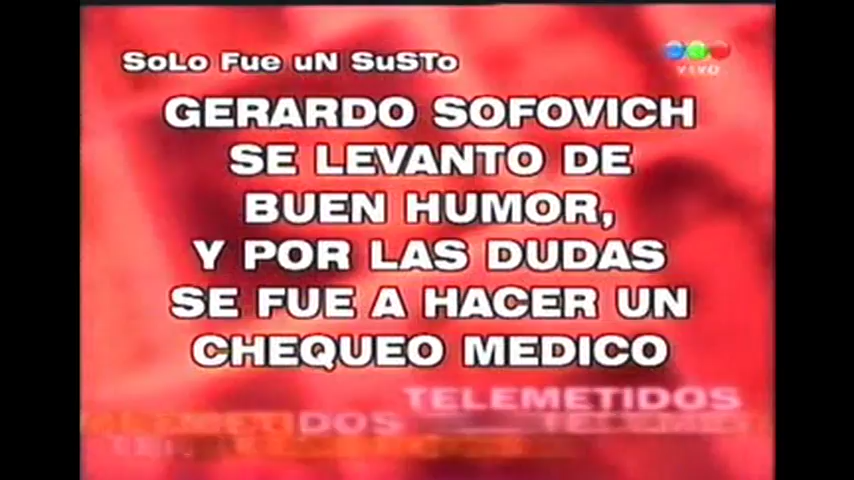 SoLo Fue uN SuSTo
VIVO
GERARDO SOFOVICH
SE LEVANTO DE
BUEN HUMOR,
Y POR LAS DUDAS
SE FUE A HACER UN
CHEQUEO MEDICO
TELEMETIDOS